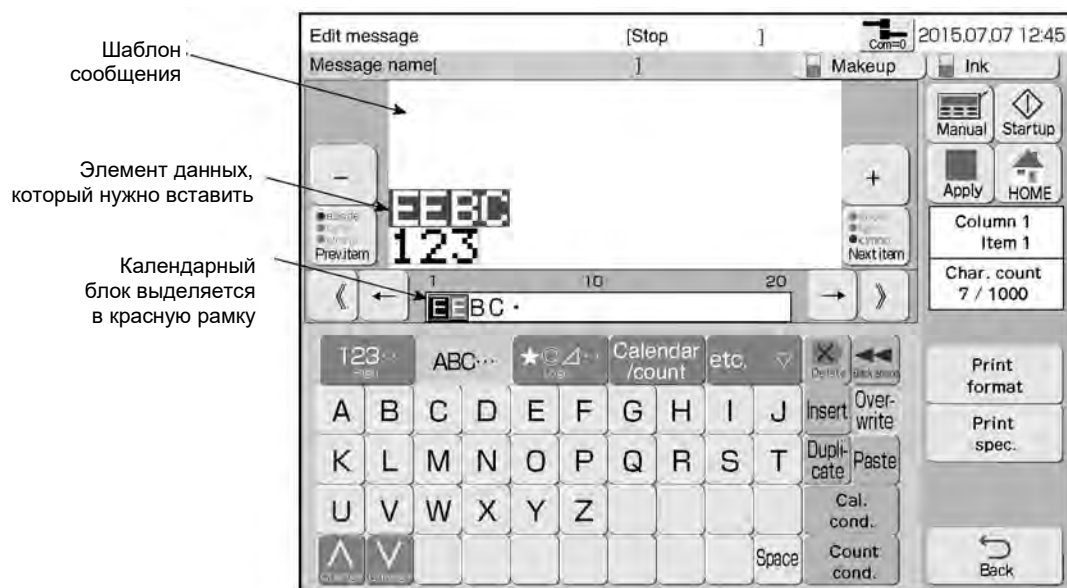 Шаблон
сообщения
Элемент данных,
который нужно вставить
Календарный
блок выделяется
в красную рамку
Edit message [Stop ] Com=0 2015.07.07 12:45
Message name[ ] Makeup Ink
Manual Startup
Apply HOME
− +
EEBC
123
Prev.item Next item
Column 1
Item 1
Char. count
7 / 1000
1 10 20
《 ← EEBC· → 》
123·· ABC··· ★©⊿·· Calendar
/count etc. ▽ Delete
A B C D E F G H I J Insert Over-
write
K L M N O P Q R S T Dupli-
cate Paste
U V W X Y Z Cal.
cond.
Space Count
cond.
Print
format
Print
spec.
Back